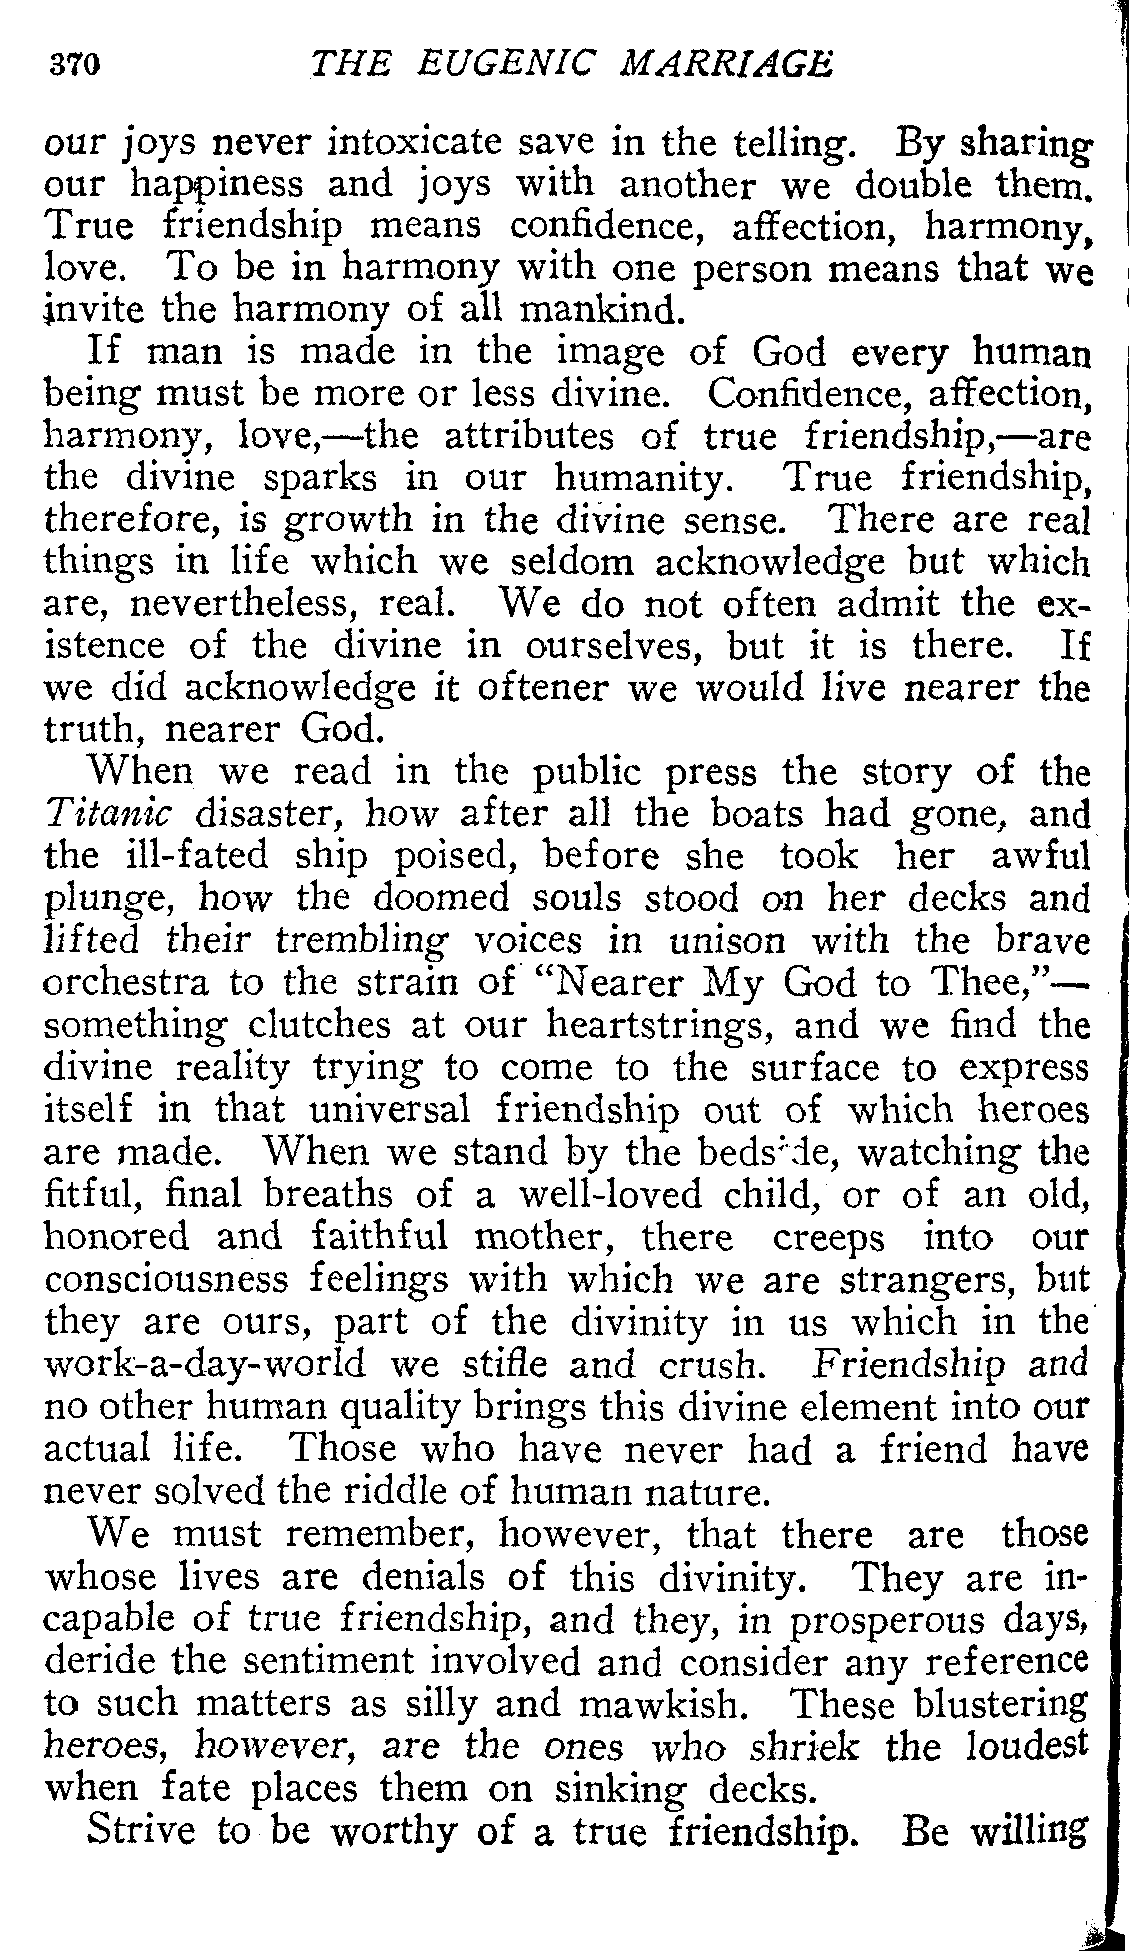 370 THE EUGENIC MARRIAGE
our joys never intoxicate save in the telling. By sharing
our happiness and joys with another we double them.
True friendship means confidence, affection, harmony,
love. To be in harmony with one person means that we
invite the harmony of all mankind.
If man is made in the image of God every human
being must be more or less divine. Confidence, affection,
harmony, love,—the attributes of true friendship,—are
the divine sparks in our humanity. True friendship,
therefore, is growth in the divine sense. There are real
things in life which we seldom acknowledge but which
are, nevertheless, real. We do not often admit the ex-
istence of the divine in ourselves, but it is there. If
we did acknowledge it oftener we would live nearer the
truth, nearer God.
When we read in the public press the story of the
Titanic disaster, how after all the boats had gone, and
the ill-fated ship poised, before she took her awful
plunge, how the doomed souls stood on her decks and
lifted their trembling voices in unison with the brave
orchestra to the strain of "Nearer My God to Thee,"—
something clutches at our heartstrings, and we find the
divine reality trying to come to the surface to express
itself in that universal friendship out of which heroes
are made. When we stand by the bedside, watching the
fitful, final breaths of a well-loved child, or of an old,
honored and faithful mother, there creeps into our
consciousness feelings with which we are strangers, but
they are ours, part of the divinity in us which in the
work-a-day-world we stifle and crush. Friendship and
no other human quality brings this divine element into our
actual life. Those who have never had a friend have
never solved the riddle of human nature.
We must remember, however, that there are those
whose lives are denials of this divinity. They are in-
capable of true friendship, and they, in prosperous days,
deride the sentiment involved and consider any reference
to such matters as silly and mawkish. These blustering
heroes, however, are the ones who shriek the loudest
when fate places them on sinking decks.
Strive to be worthy of a true friendship. Be willing